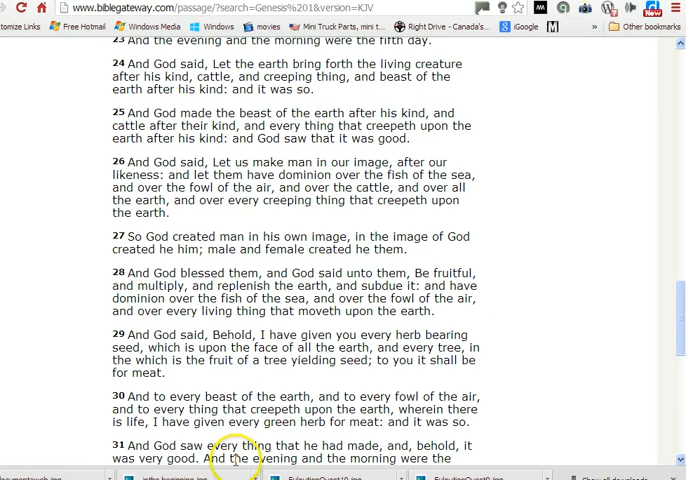 www.biblegateway.com/passage/?search=Genesis%201&version=KJV
tomize Links Free Hotmail Windows Media Windows movies Mini Truck Parts, mini t... Right Drive - Canada's... iGoogle Other bookmarks
New
23 And the evening and the morning were the fifth day.
24 And God said, Let the earth bring forth the living creature
after his kind, cattle, and creeping thing, and beast of the
earth after his kind: and it was so.
25 And God made the beast of the earth after his kind, and
cattle after their kind, and every thing that creepeth upon the
earth after his kind: and God saw that it was good.
26 And God said, Let us make man in our image, after our
likeness: and let them have dominion over the fish of the sea,
and over the fowl of the air, and over the cattle, and over all
the earth, and over every creeping thing that creepeth upon
the earth.
27 So God created man in his own image, in the image of God
created he him; male and female created he them.
28 And God blessed them, and God said unto them, Be fruitful,
and multiply, and replenish the earth, and subdue it: and have
dominion over the fish of the sea, and over the fowl of the air,
and over every living thing that moveth upon the earth.
29 And God said, Behold, I have given you every herb bearing
seed, which is upon the face of all the earth, and every tree, in
the which is the fruit of a tree yielding seed; to you it shall be
for meat.
30 And to every beast of the earth, and to every fowl of the air,
and to every thing that creepeth upon the earth, wherein there
is life, I have given every green herb for meat: and it was so.
31 And God saw every thing that he had made, and, behold, it
was very good. And the evening and the morning were the